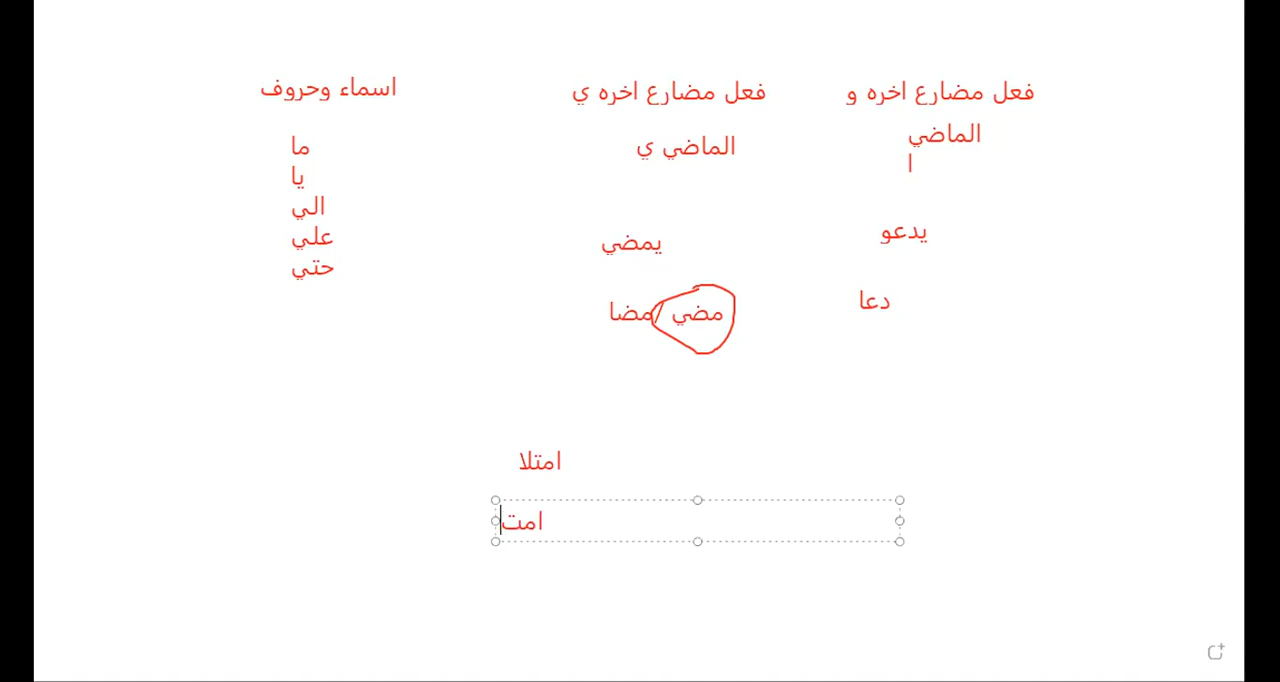 فعل مضارع اخره و
الماضي
ا
يدعو
دعا
فعل مضارع اخره ي
الماضي ي
يمضي
مضي /مضا
اسماء وحروف
ما
يا
الي
علي
حتي
امتلا
امت